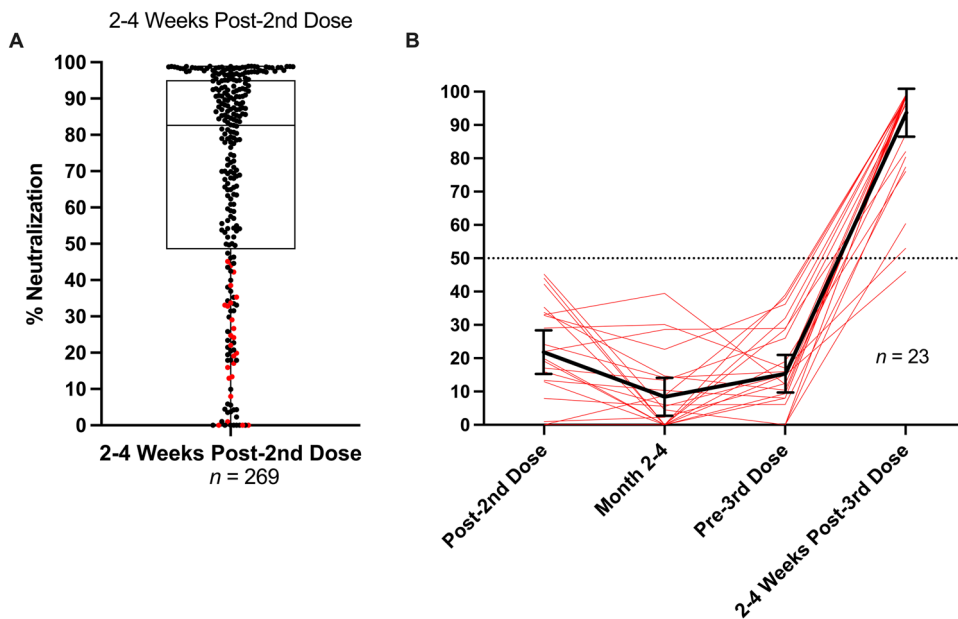 2-4 Weeks Post-2nd Dose
A
% Neutralization
100
90
80
70
60
50
40
30
20
10
0
2-4 Weeks Post-2nd Dose
n = 269
B
100
90
80
70
60
50
40
30
20
10
0
n = 23
Post-2nd Dose
Month 2-4
Pre-3rd Dose
2-4 Weeks Post-3rd Dose